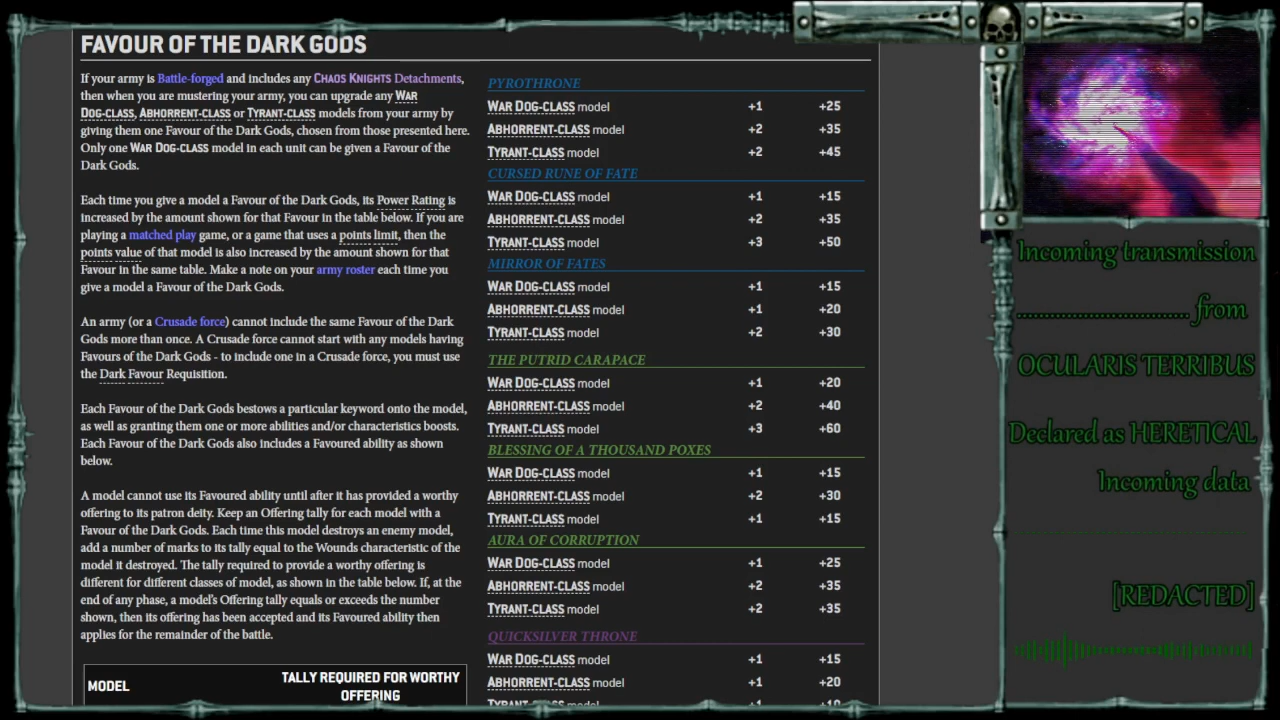 FAVOUR OF THE DARK GODS
If your army is Battle-forged and includes any CHAOS KNIGHTS Detachments,
then when you are mustering your army, you can upgrade any WAR
DOG-CLASS, ABHORRENT-CLASS or TYRANT-CLASS models from your army by
giving them one Favour of the Dark Gods, chosen from those presented here.
Only one WAR DOG-CLASS model in each unit can be given a Favour of the
Dark Gods.
Each time you give a model a Favour of the Dark Gods, its Power Rating is
increased by the amount shown for that Favour in the table below. If you are
playing a matched play game, or a game that uses a points limit, then the
points value of that model is also increased by the amount shown for that
Favour in the same table. Make a note on your army roster each time you
give a model a Favour of the Dark Gods.
An army (or a Crusade force) cannot include the same Favour of the Dark
Gods more than once. A Crusade force cannot start with any models having
Favours of the Dark Gods - to include one in a Crusade force, you must use
the Dark Favour Requisition.
Each Favour of the Dark Gods bestows a particular keyword onto the model,
as well as granting them one or more abilities and/or characteristics boosts.
Each Favour of the Dark Gods also includes a Favoured ability as shown
below.
A model cannot use its Favoured ability until after it has provided a worthy
offering to its patron deity. Keep an Offering tally for each model with a
Favour of the Dark Gods. Each time this model destroys an enemy model,
add a number of marks to its tally equal to the Wounds characteristic of the
model it destroyed. The tally required to provide a worthy offering is
different for different classes of model, as shown in the table below. If, at the
end of any phase, a model's Offering tally equals or exceeds the number
shown, then its offering has been accepted and its Favoured ability then
applies for the remainder of the battle.
MODEL TALLY REQUIRED FOR WORTHY
OFFERING
PYROTHRONE
WAR DOG-CLASS model +1 +25
ABHORRENT-CLASS model +2 +35
TYRANT-CLASS model +2 +45
CURSED RUNE OF FATE
WAR DOG-CLASS model +1 +15
ABHORRENT-CLASS model +2 +35
TYRANT-CLASS model +3 +50
MIRROR OF FATES
WAR DOG-CLASS model +1 +15
ABHORRENT-CLASS model +1 +20
TYRANT-CLASS model +2 +30
THE PUTRID CARAPACE
WAR DOG-CLASS model +1 +20
ABHORRENT-CLASS model +2 +40
TYRANT-CLASS model +3 +60
BLESSING OF A THOUSAND POXES
WAR DOG-CLASS model +1 +15
ABHORRENT-CLASS model +2 +30
TYRANT-CLASS model +1 +15
AURA OF CORRUPTION
WAR DOG-CLASS model +1 +25
ABHORRENT-CLASS model +2 +35
TYRANT-CLASS model +2 +35
QUICKSILVER THRONE
WAR DOG-CLASS model +1 +15
ABHORRENT-CLASS model +1 +20
Incoming transmission
.............................. from
OCULARIS TERRIBUS
Declared as HERETICAL
Incoming data
[REDACTED]